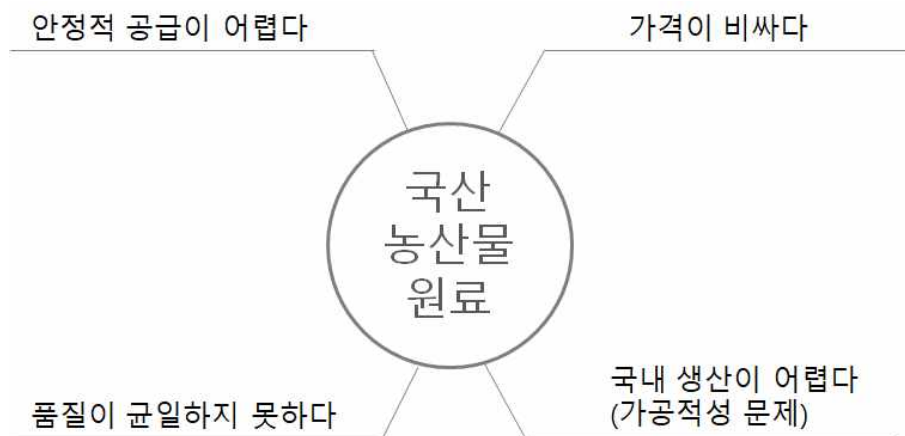 안정적 공급이 어렵다
가격이 비싸다
국산
농산물
원료
품질이 균일하지 못하다
국내 생산이 어렵다
(가공적성 문제)